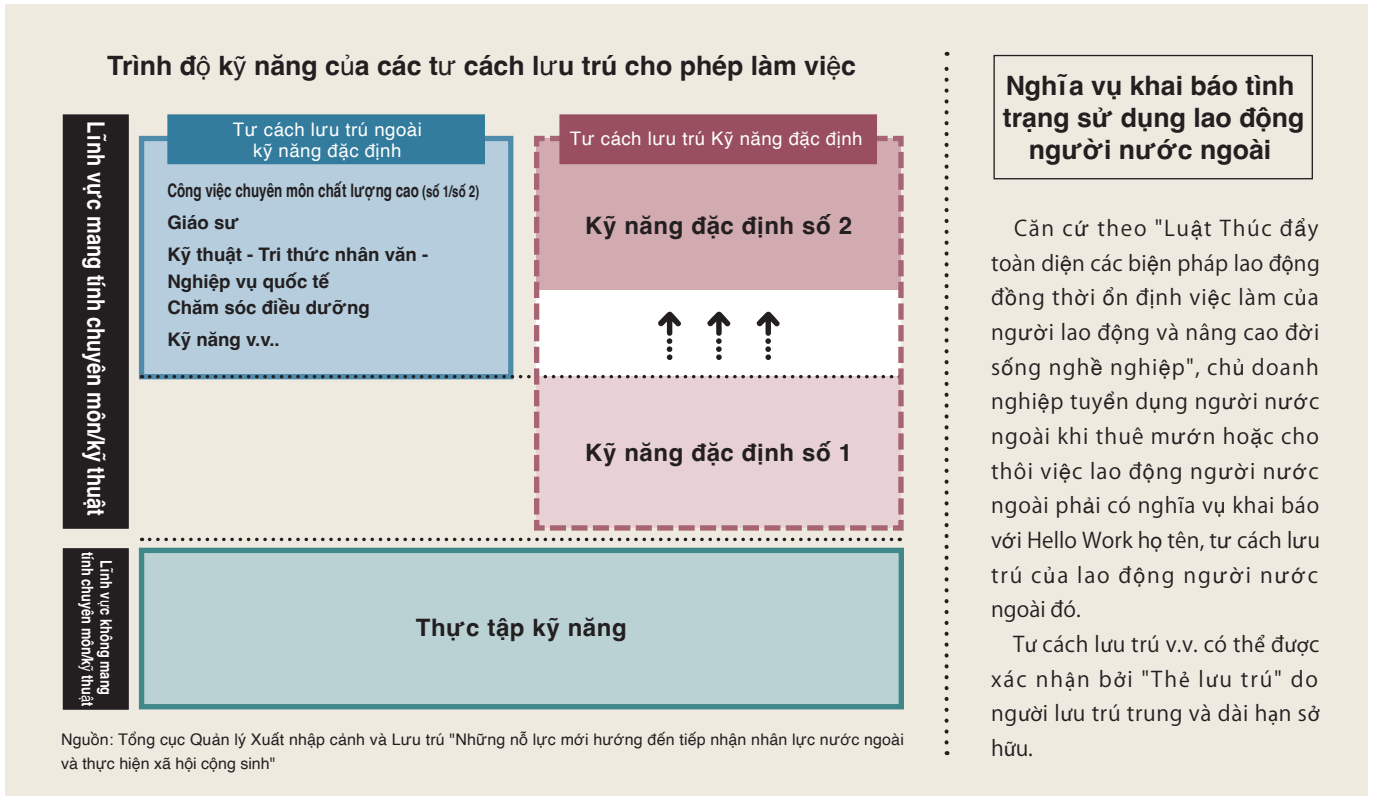 Trình độ kỹ năng của các tư cách lưu trú cho phép làm việc
Lĩnh vực mang tính chuyên môn/kỹ thuật
Tư cách lưu trú ngoài
kỹ năng đặc định
Công việc chuyên môn chất lượng cao (số 1/số 2)
Giáo sư
Kỹ thuật - Tri thức nhân văn -
Nghiệp vụ quốc tế
Chăm sóc điều dưỡng
Kỹ năng v.v..
Tư cách lưu trú Kỹ năng đặc định
Kỹ năng đặc định số 2
Kỹ năng đặc định số 1
Lĩnh vực không mang
tính chuyên môn/kỹ thuật
Thực tập kỹ năng
Nguồn: Tổng cục Quản lý Xuất nhập cảnh và Lưu trú "Những nỗ lực mới hướng đến tiếp nhận nhân lực nước ngoài
và thực hiện xã hội cộng sinh"
Nghĩa vụ khai báo tình
trạng sử dụng lao động
người nước ngoài
Căn cứ theo "Luật Thúc đẩy
toàn diện các biện pháp lao động
đồng thời ổn định việc làm của
người lao động và nâng cao đời
sống nghề nghiệp", chủ doanh
nghiệp tuyển dụng người nước
ngoài khi thuê mướn hoặc cho
thôi việc lao động người nước
ngoài phải có nghĩa vụ khai báo
với Hello Work họ tên, tư cách lưu
trú của lao động người nước
ngoài đó.
Tư cách lưu trú v.v. có thể được
xác nhận bởi "Thẻ lưu trú" do
người lưu trú trung và dài hạn sở
hữu.